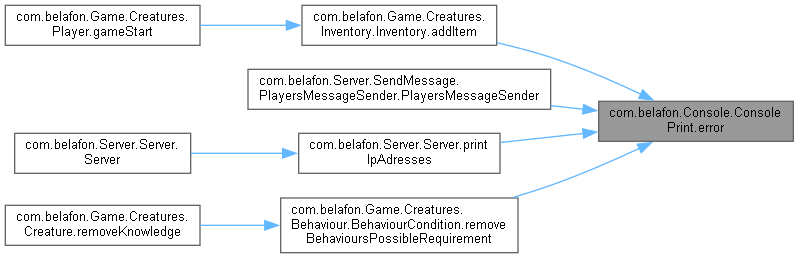 com.belafon.Game.Creatures.
Player.gameStart
com.belafon.Game.Creatures.
Inventory.Inventory.addItem
com.belafon.Server.SendMessage.
PlayersMessageSender.PlayersMessageSender
com.belafon.Console.Console
Print.error
com.belafon.Server.Server.
Server
com.belafon.Server.Server.print
IpAdresses
com.belafon.Game.Creatures.
Creature.removeKnowledge
com.belafon.Game.Creatures.
Behaviour.BehaviourCondition.remove
BehavioursPossibleRequirement